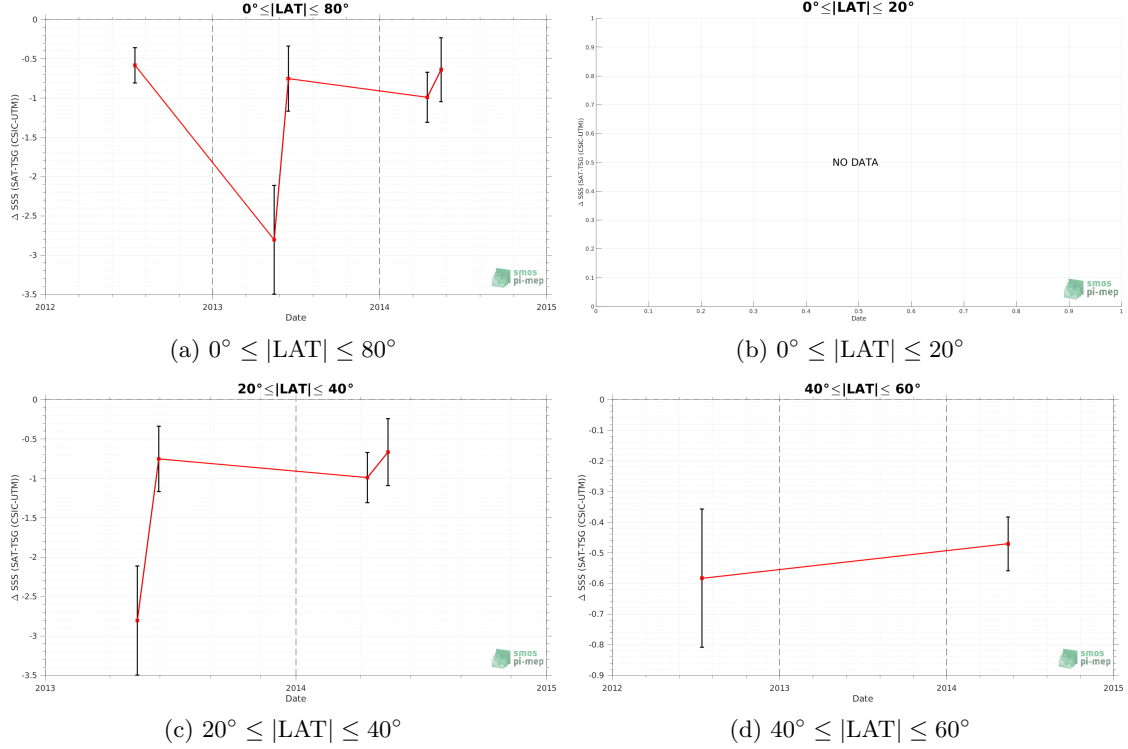 0°≤|LAT|≤ 80°
0
-0.5
-1
-1.5
-2
-2.5
-3
-3.5
Δ SSS (SAT-TSG (CSIC-UTM))
2012
2013
2014
2015
Date
smos
pi-mep
(a) 0° ≤ |LAT| ≤ 80°
0°≤|LAT|≤ 20°
1
0.9
0.8
0.7
0.6
0.5
0.4
0.3
0.2
0.1
0
Δ SSS (SAT-TSG (CSIC-UTM))
NO DATA
0
0.1
0.2
0.3
0.4
0.5
0.6
0.7
0.8
0.9
1
Date
smos
pi-mep
(b) 0° ≤ |LAT| ≤ 20°
20°≤|LAT|≤ 40°
0
-0.5
-1
-1.5
-2
-2.5
-3
-3.5
Δ SSS (SAT-TSG (CSIC-UTM))
2013
2014
2015
Date
smos
pi-mep
(c) 20° ≤ |LAT| ≤ 40°
40°≤|LAT|≤ 60°
0
-0.1
-0.2
-0.3
-0.4
-0.5
-0.6
-0.7
-0.8
-0.9
Δ SSS (SAT-TSG (CSIC-UTM))
2012
2013
2014
2015
Date
smos
pi-mep
(d) 40° ≤ |LAT| ≤ 60°